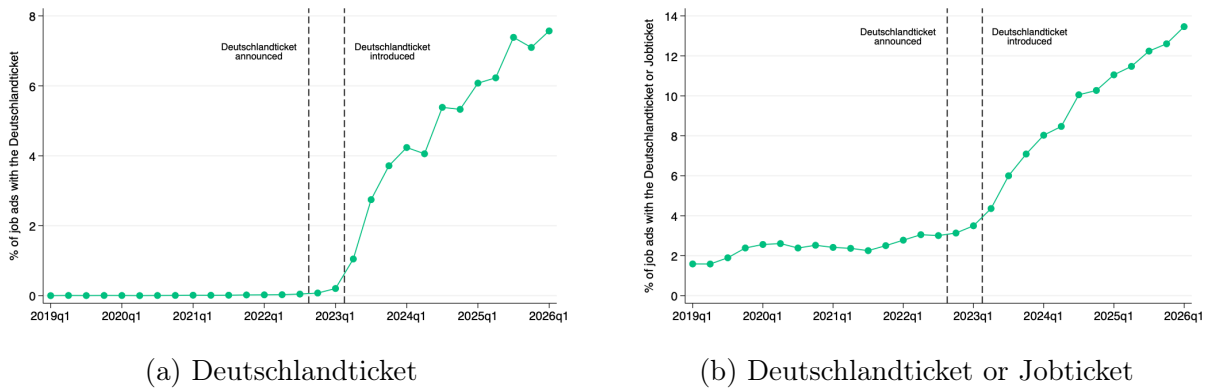 % of job ads with the Deutschlandticket
8
6
4
2
0
Deutschlandticket
announced
Deutschlandticket
introduced
2019q1 2020q1 2021q1 2022q1 2023q1 2024q1 2025q1 2026q1
(a) Deutschlandticket
% of job ads with the Deutschlandticket or Jobticket
14
12
10
8
6
4
2
0
Deutschlandticket
announced
Deutschlandticket
introduced
2019q1 2020q1 2021q1 2022q1 2023q1 2024q1 2025q1 2026q1
(b) Deutschlandticket or Jobticket